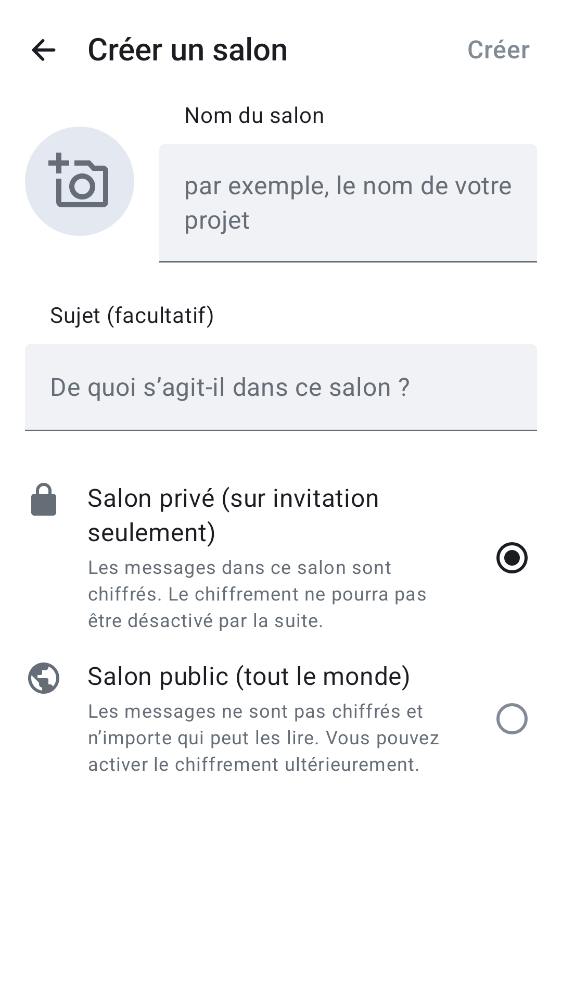 Créer un salon
Créer
Nom du salon
par exemple, le nom de votre
projet
Sujet (facultatif)
De quoi s’agit-il dans ce salon ?
Salon privé (sur invitation
seulement)
Les messages dans ce salon sont
chiffrés. Le chiffrement ne pourra pas
être désactivé par la suite.
Salon public (tout le monde)
Les messages ne sont pas chiffrés et
n’importe qui peut les lire. Vous pouvez
activer le chiffrement ultérieurement.